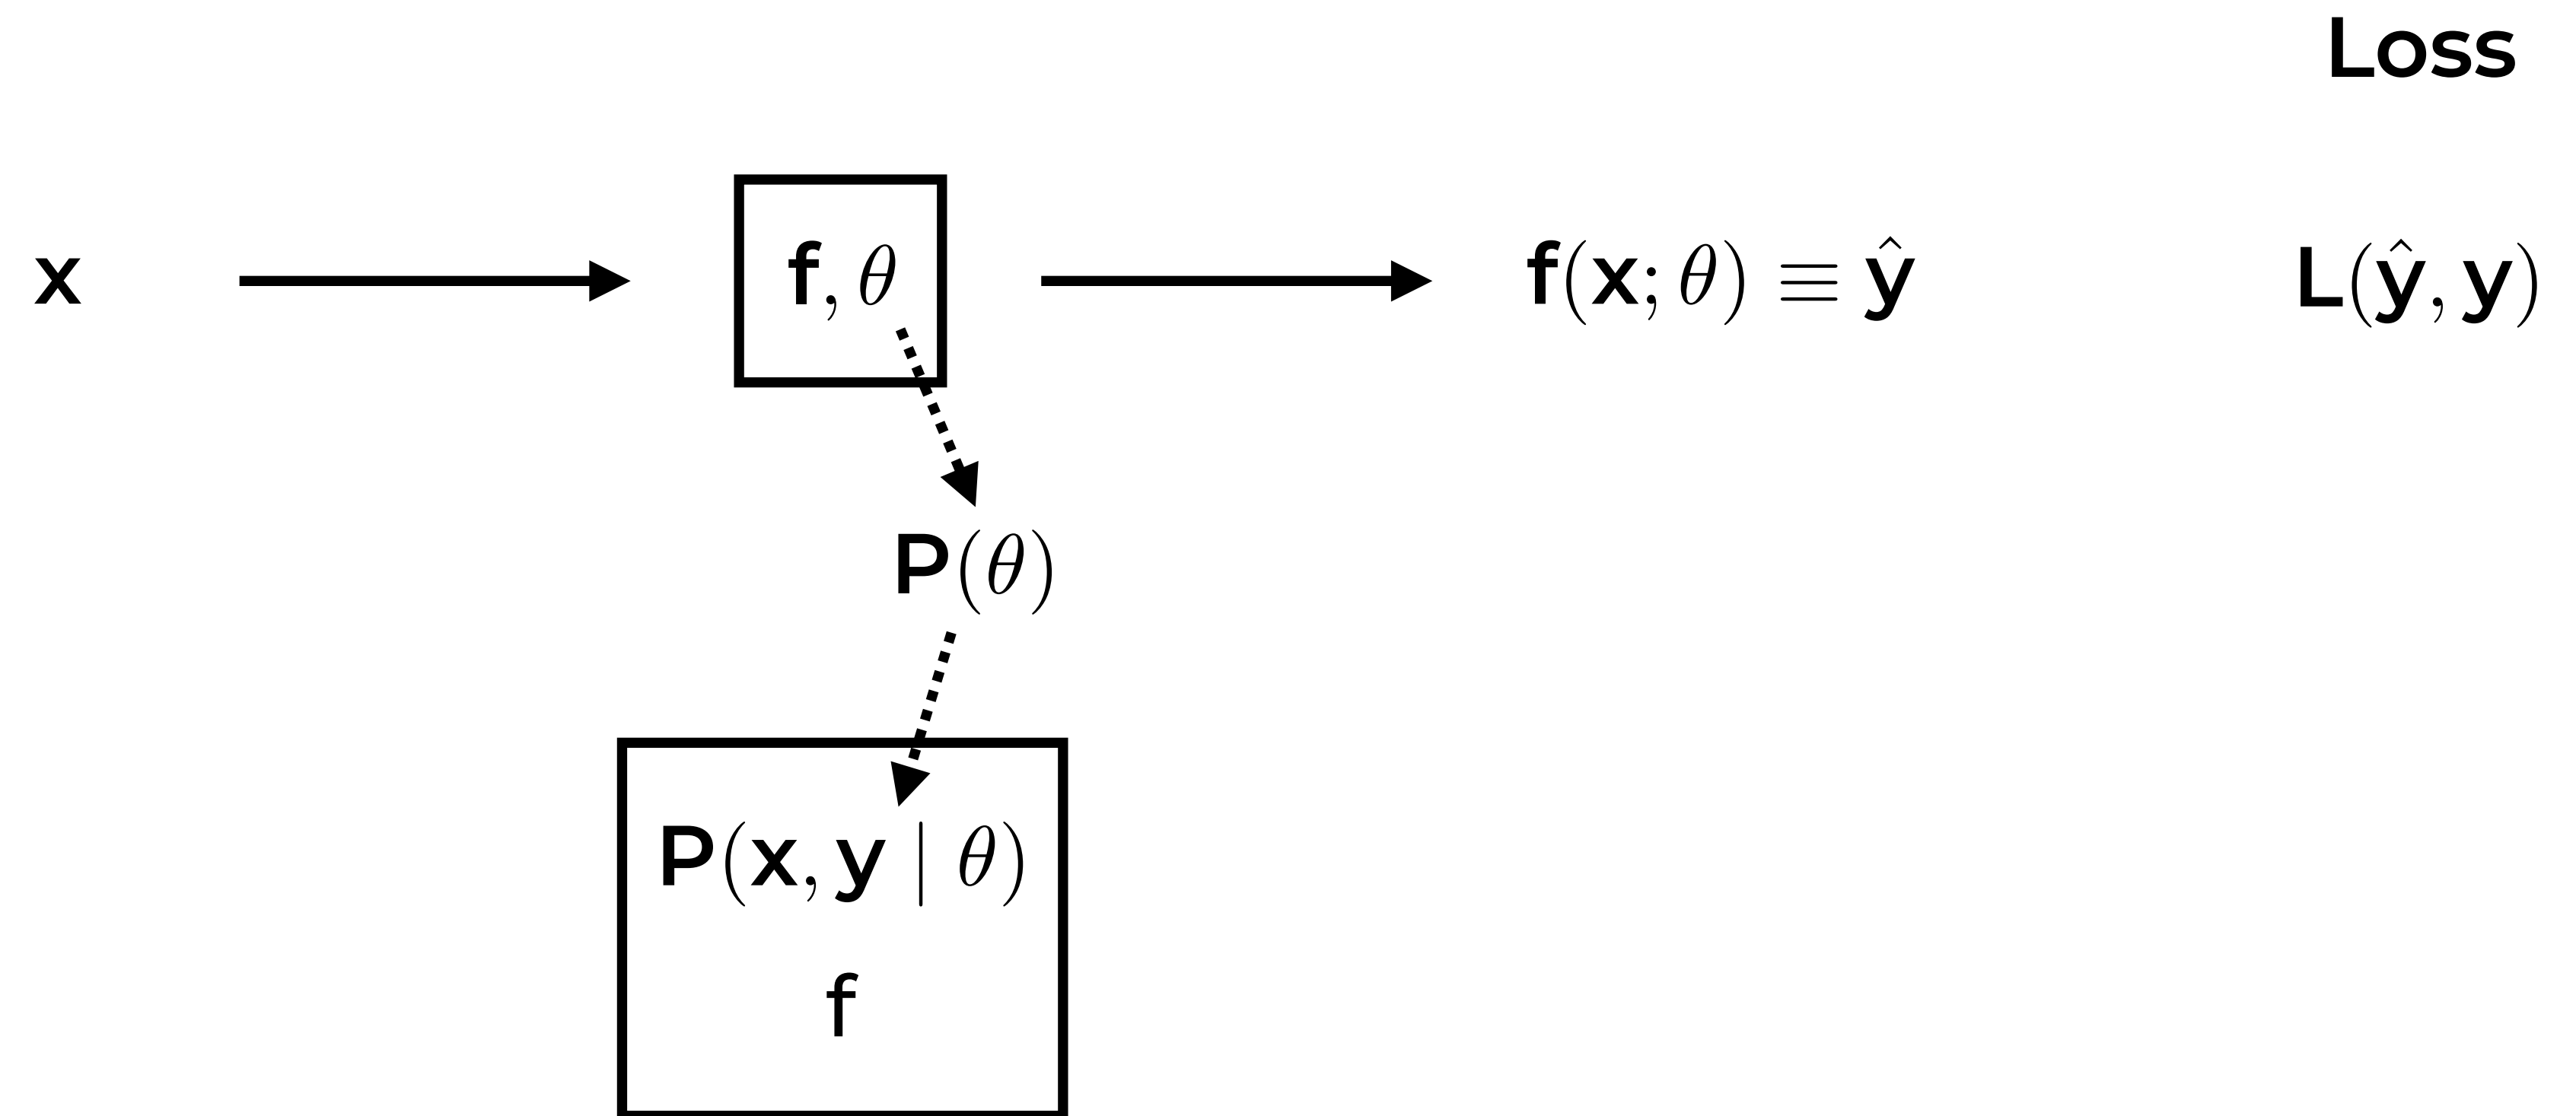 Loss
x
f, θ
f(x; θ) ≡ ŷ
L(ŷ, y)
P(θ)
P(x, y | θ)
f